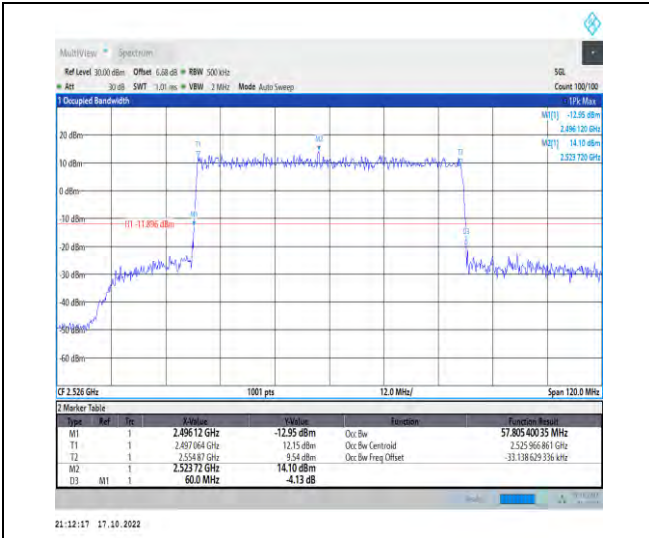 MultiView Spectrum
Ref Level 30.00 dBm Offset 6.68 dB RBW 500 kHz SGL
Att 30 dB SWT 1.01 ms VBW 2 MHz Mode Auto Sweep Count 100/100
1 Occupied Bandwidth 1Pk Max
M1[1] -12.95 dBm
2.496 120 GHz
M2[1] 14.10 dBm
2.523 720 GHz
20 dBm
T1 M2 T2
10 dBm
0 dBm
-10 dBm
M1
H1 -11.896 dBm
D3
-20 dBm
-30 dBm
-40 dBm
-50 dBm
-60 dBm
CF 2.526 GHz 1001 pts 12.0 MHz/ Span 120.0 MHz
2 Marker Table
Type Ref Trc X-Value Y-Value Function Function Result
M1 1 2.49612 GHz -12.95 dBm Occ Bw 57.805 400 35 MHz
T1 1 2.497 064 GHz 12.15 dBm Occ Bw Centroid 2.525 966 861 GHz
T2 1 2.554 87 GHz 9.54 dBm Occ Bw Freq Offset -33.138 629 336 kHz
M2 1 2.52372 GHz 14.10 dBm
D3 M1 1 60.0 MHz -4.13 dB
21:12:17 17.10.2022